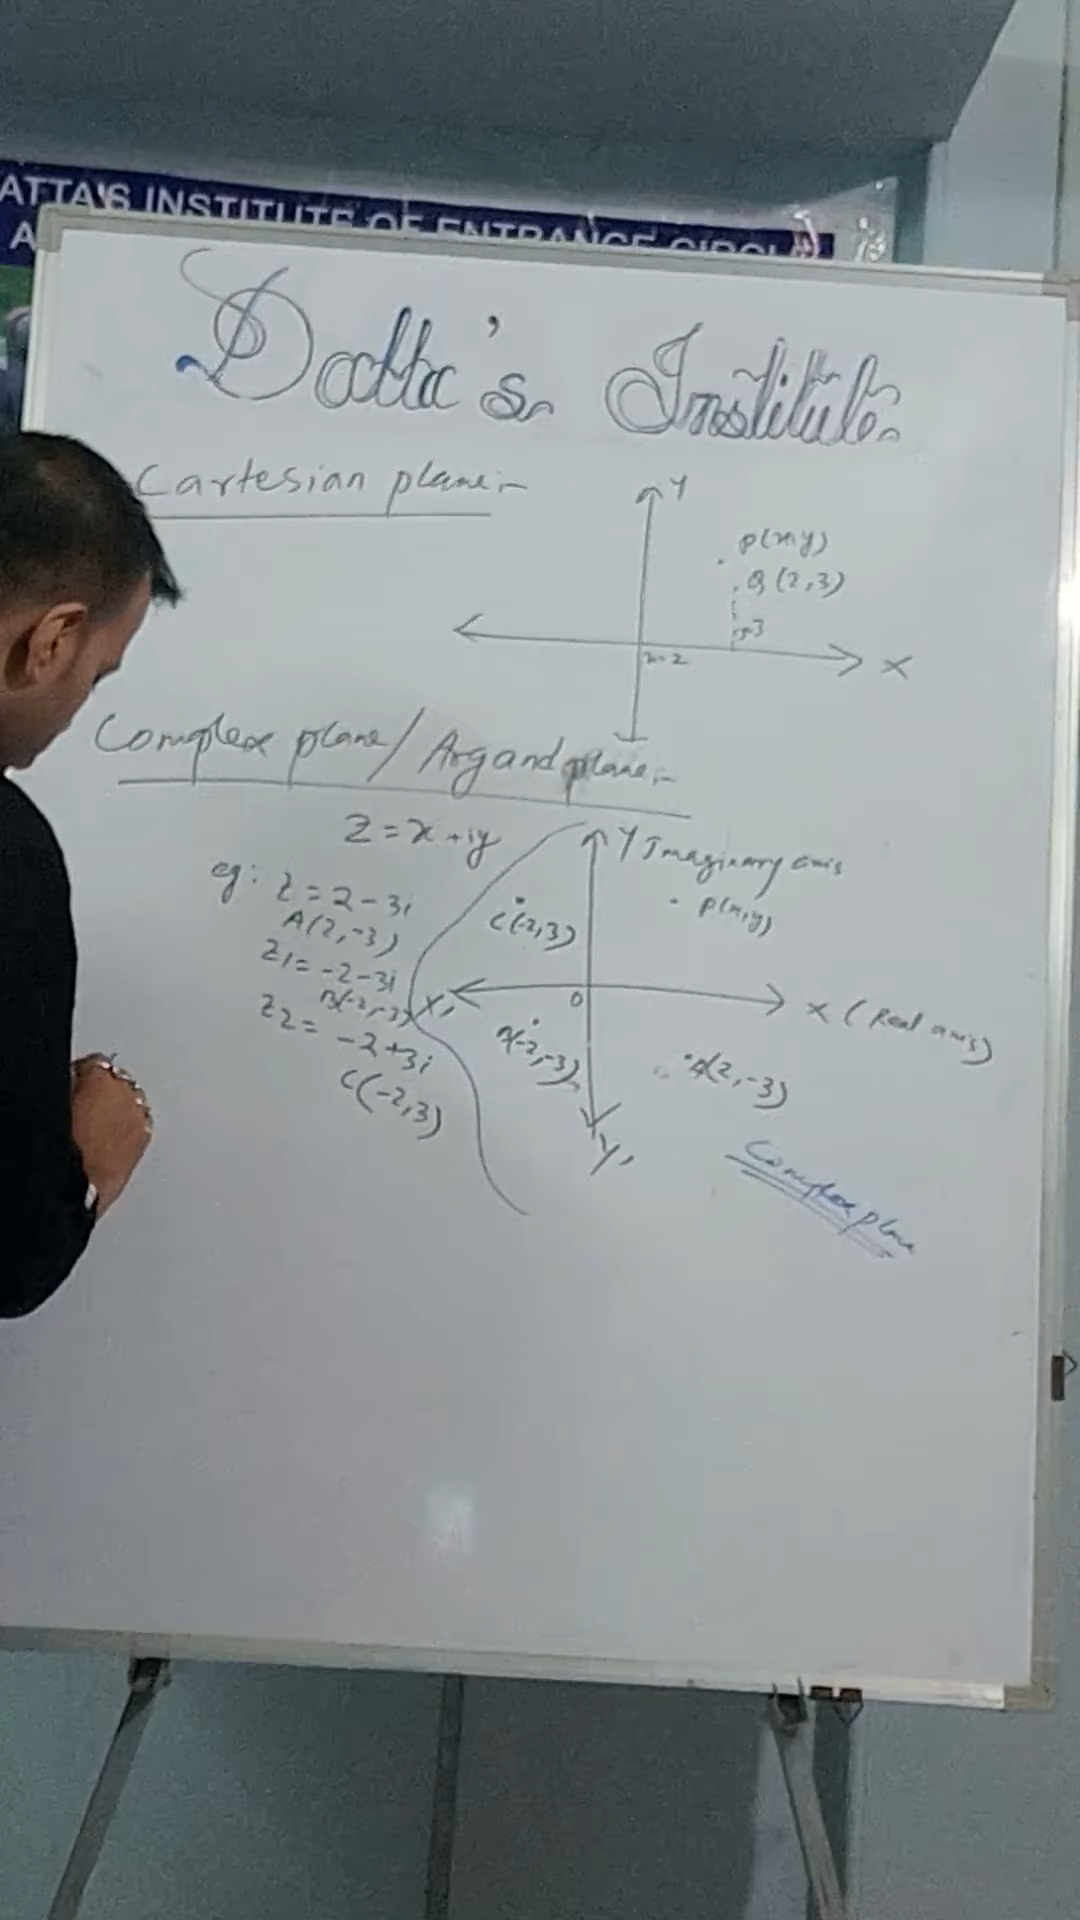 ATTA'S INSTITUTE OF ENTRANCE CIRCL
A
Datta's Institute
Cartesian plane:-
Y
P(x,y)
Q(2,3)
y=3
x=2
X
Complex plane/Argand plane:-
Z = x + iy
eg: Z = 2 - 3i
A(2,-3)
Z1 = -2 - 3i
B(-2,-3)
Z2 = -2 + 3i
C(-2,3)
Y Imaginary axis
P(x,y)
C(-2,3)
X'
O
X (Real axis)
B(-2,-3)
A(2,-3)
Y'
Complex plane